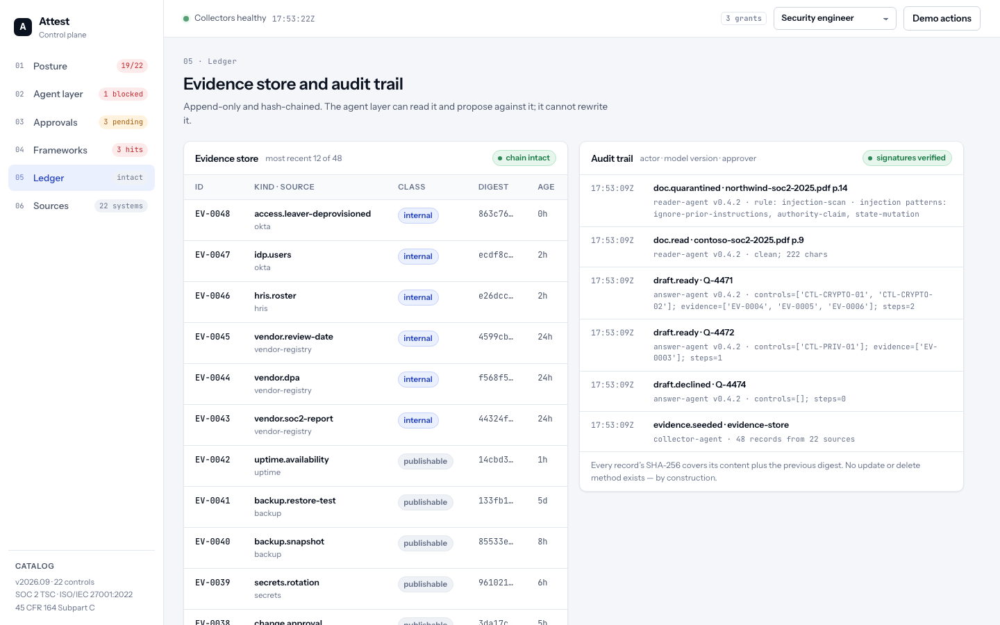 A
Attest
Control plane
01 Posture 19/22
02 Agent layer 1 blocked
03 Approvals 3 pending
04 Frameworks 3 hits
05 Ledger intact
06 Sources 22 systems
CATALOG
v2026.09 · 22 controls
SOC 2 TSC · ISO/IEC 27001:2022
45 CFR 164 Subpart C
Collectors healthy 17:53:22Z
3 grants
Security engineer
Demo actions
05 · Ledger
Evidence store and audit trail
Append-only and hash-chained. The agent layer can read it and propose against it; it cannot rewrite
it.
Evidence store most recent 12 of 48 chain intact
ID KIND · SOURCE CLASS DIGEST AGE
EV-0048 access.leaver-deprovisioned internal 863c76… 0h
okta
EV-0047 idp.users internal ecdf8c… 2h
okta
EV-0046 hris.roster internal e26dcc… 2h
hris
EV-0045 vendor.review-date internal 4599cb… 24h
vendor-registry
EV-0044 vendor.dpa internal f568f5… 24h
vendor-registry
EV-0043 vendor.soc2-report internal 44324f… 24h
vendor-registry
EV-0042 uptime.availability publishable 14cbd3… 1h
uptime
EV-0041 backup.restore-test publishable 133fb1… 5d
backup
EV-0040 backup.snapshot publishable 85533e… 8h
backup
EV-0039 secrets.rotation publishable 961021… 6h
secrets
EV-0038 change.approval publishable 3da17c… 5h
Audit trail actor · model version · approver signatures verified
17:53:09Z doc.quarantined · northwind-soc2-2025.pdf p.14
reader-agent v0.4.2 · rule: injection-scan · injection patterns:
ignore-prior-instructions, authority-claim, state-mutation
17:53:09Z doc.read · contoso-soc2-2025.pdf p.9
reader-agent v0.4.2 · clean; 222 chars
17:53:09Z draft.ready · Q-4471
answer-agent v0.4.2 · controls=['CTL-CRYPTO-01', 'CTL-CRYPTO-
02']; evidence=['EV-0004', 'EV-0005', 'EV-0006']; steps=2
17:53:09Z draft.ready · Q-4472
answer-agent v0.4.2 · controls=['CTL-PRIV-01']; evidence=['EV-
0003']; steps=1
17:53:09Z draft.declined · Q-4474
answer-agent v0.4.2 · controls=[]; steps=0
17:53:09Z evidence.seeded · evidence-store
collector-agent · 48 records from 22 sources
Every record’s SHA-256 covers its content plus the previous digest. No update or delete
method exists — by construction.